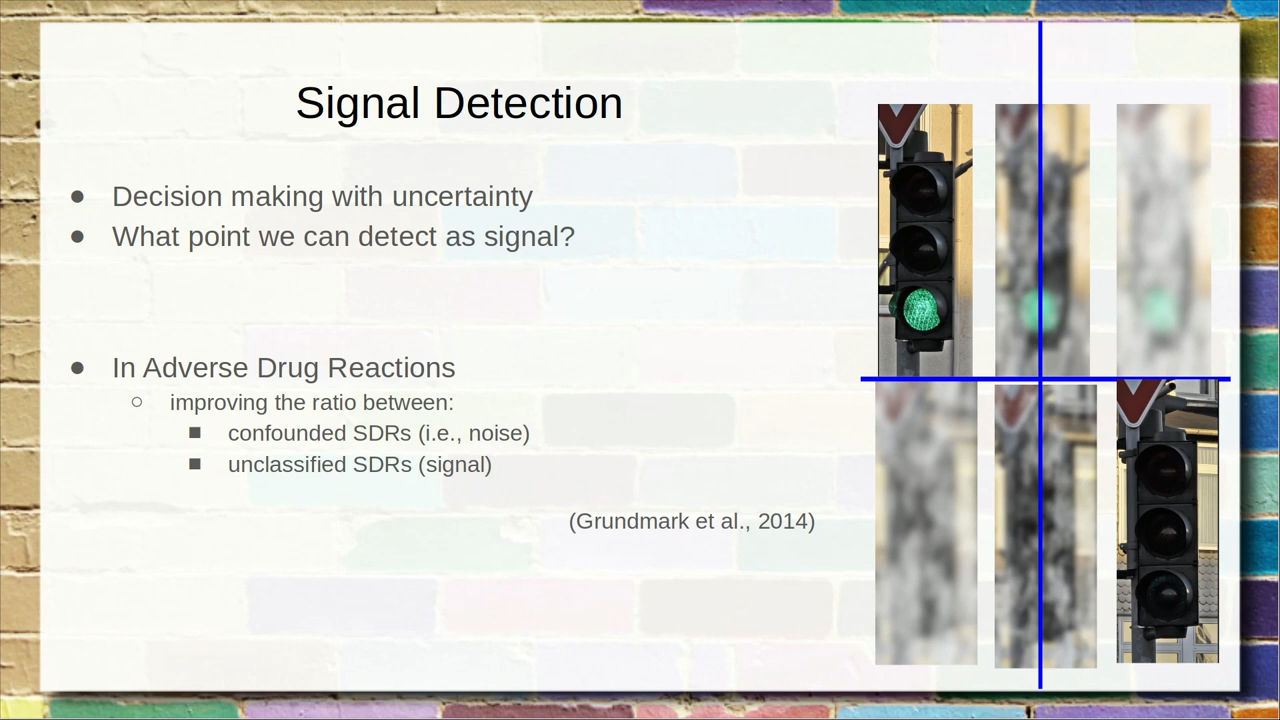 Signal Detection
● Decision making with uncertainty
● What point we can detect as signal?
● In Adverse Drug Reactions
○ improving the ratio between:
■ confounded SDRs (i.e., noise)
■ unclassified SDRs (signal)
(Grundmark et al., 2014)